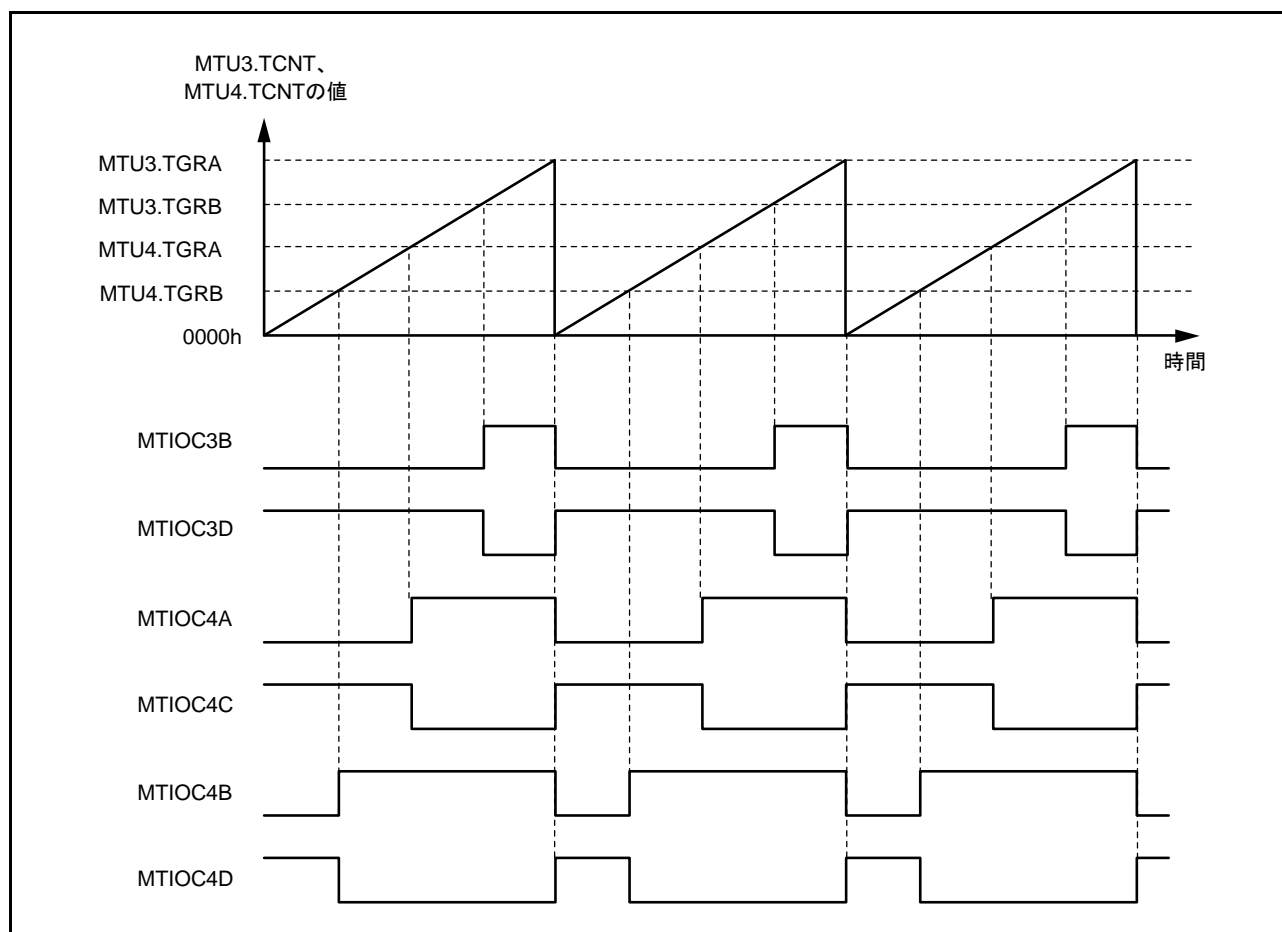 MTU3.TCNT、
MTU4.TCNTの値
MTU3.TGRA
MTU3.TGRB
MTU4.TGRA
MTU4.TGRB
0000h
時間
MTIOC3B
MTIOC3D
MTIOC4A
MTIOC4C
MTIOC4B
MTIOC4D